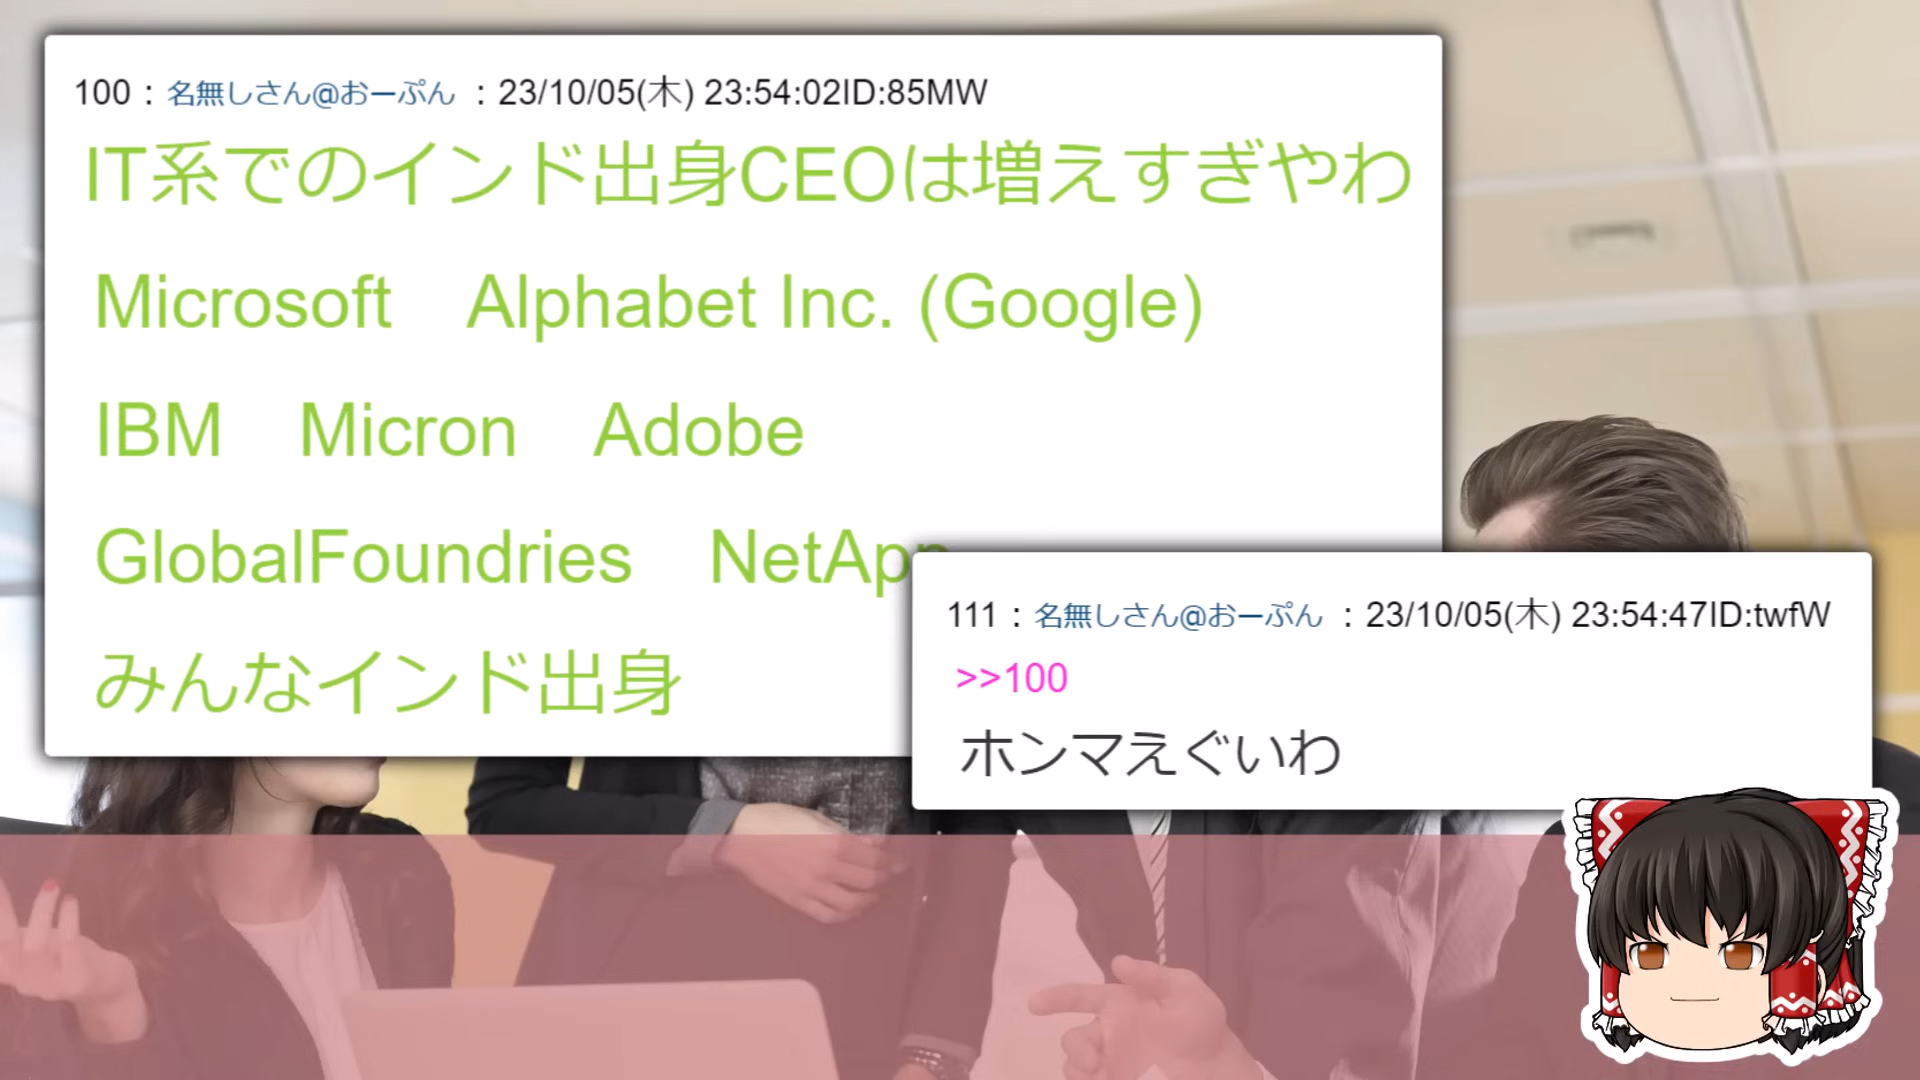 100：名無しさん@おーぷん ：23/10/05(木) 23:54:02ID:85MW
IT系でのインド出身CEOは増えすぎやわ
Microsoft　Alphabet Inc. (Google)
IBM　Micron　Adobe
GlobalFoundries　NetApp
みんなインド出身
111：名無しさん@おーぷん ：23/10/05(木) 23:54:47ID:twfW
>>100
ホンマえぐいわ